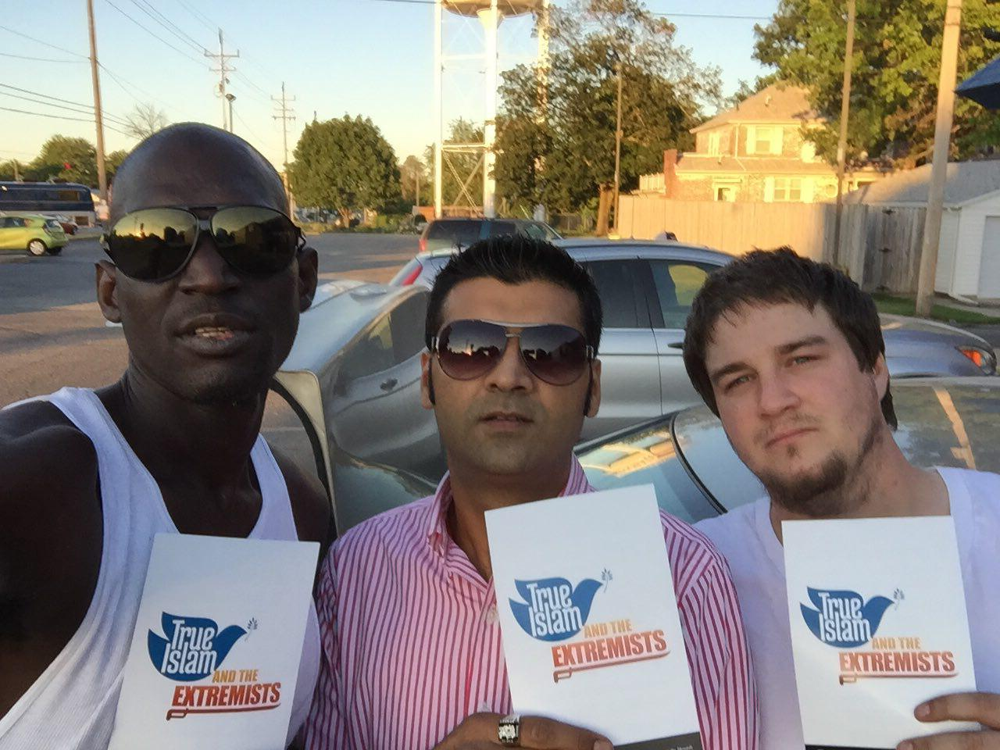 True
Islam
AND THE
EXTREMISTS
True
Islam
AND THE
EXTREMISTS
True
Islam
AND THE
EXTREMISTS